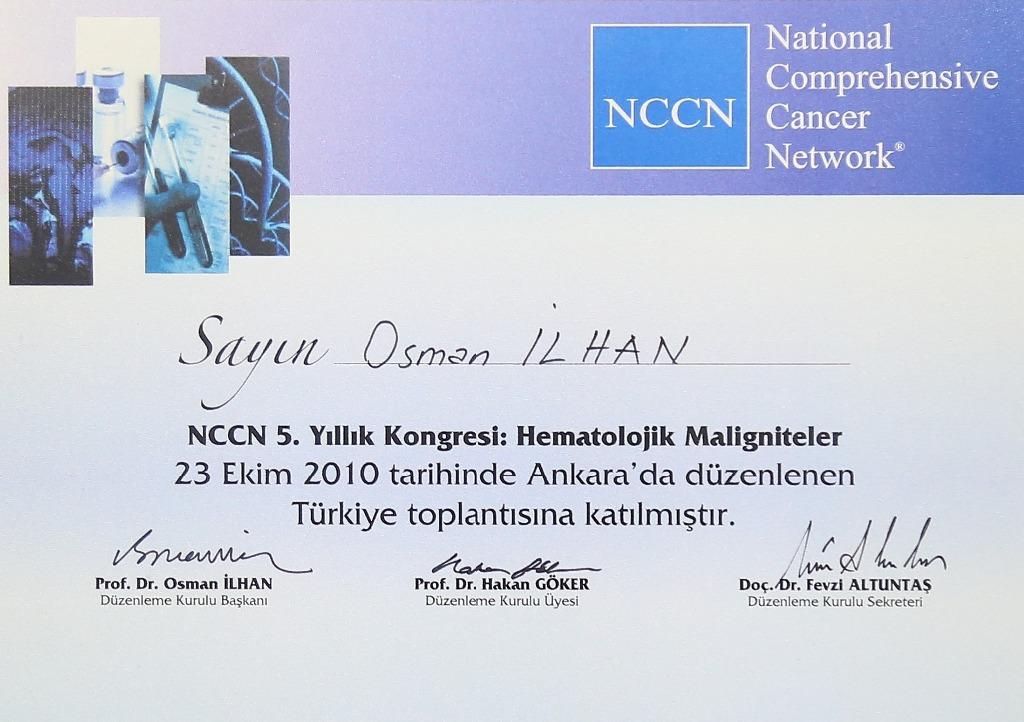 NCCN
National
Comprehensive
Cancer
Network®
Sayın Osman İLHAN
NCCN 5. Yıllık Kongresi: Hematolojik Maligniteler
23 Ekim 2010 tarihinde Ankara'da düzenlenen
Türkiye toplantısına katılmıştır.
Prof. Dr. Osman İLHAN
Düzenleme Kurulu Başkanı
Prof. Dr. Hakan GÖKER
Düzenleme Kurulu Üyesi
Doç. Dr. Fevzi ALTUNTAŞ
Düzenleme Kurulu Sekreteri